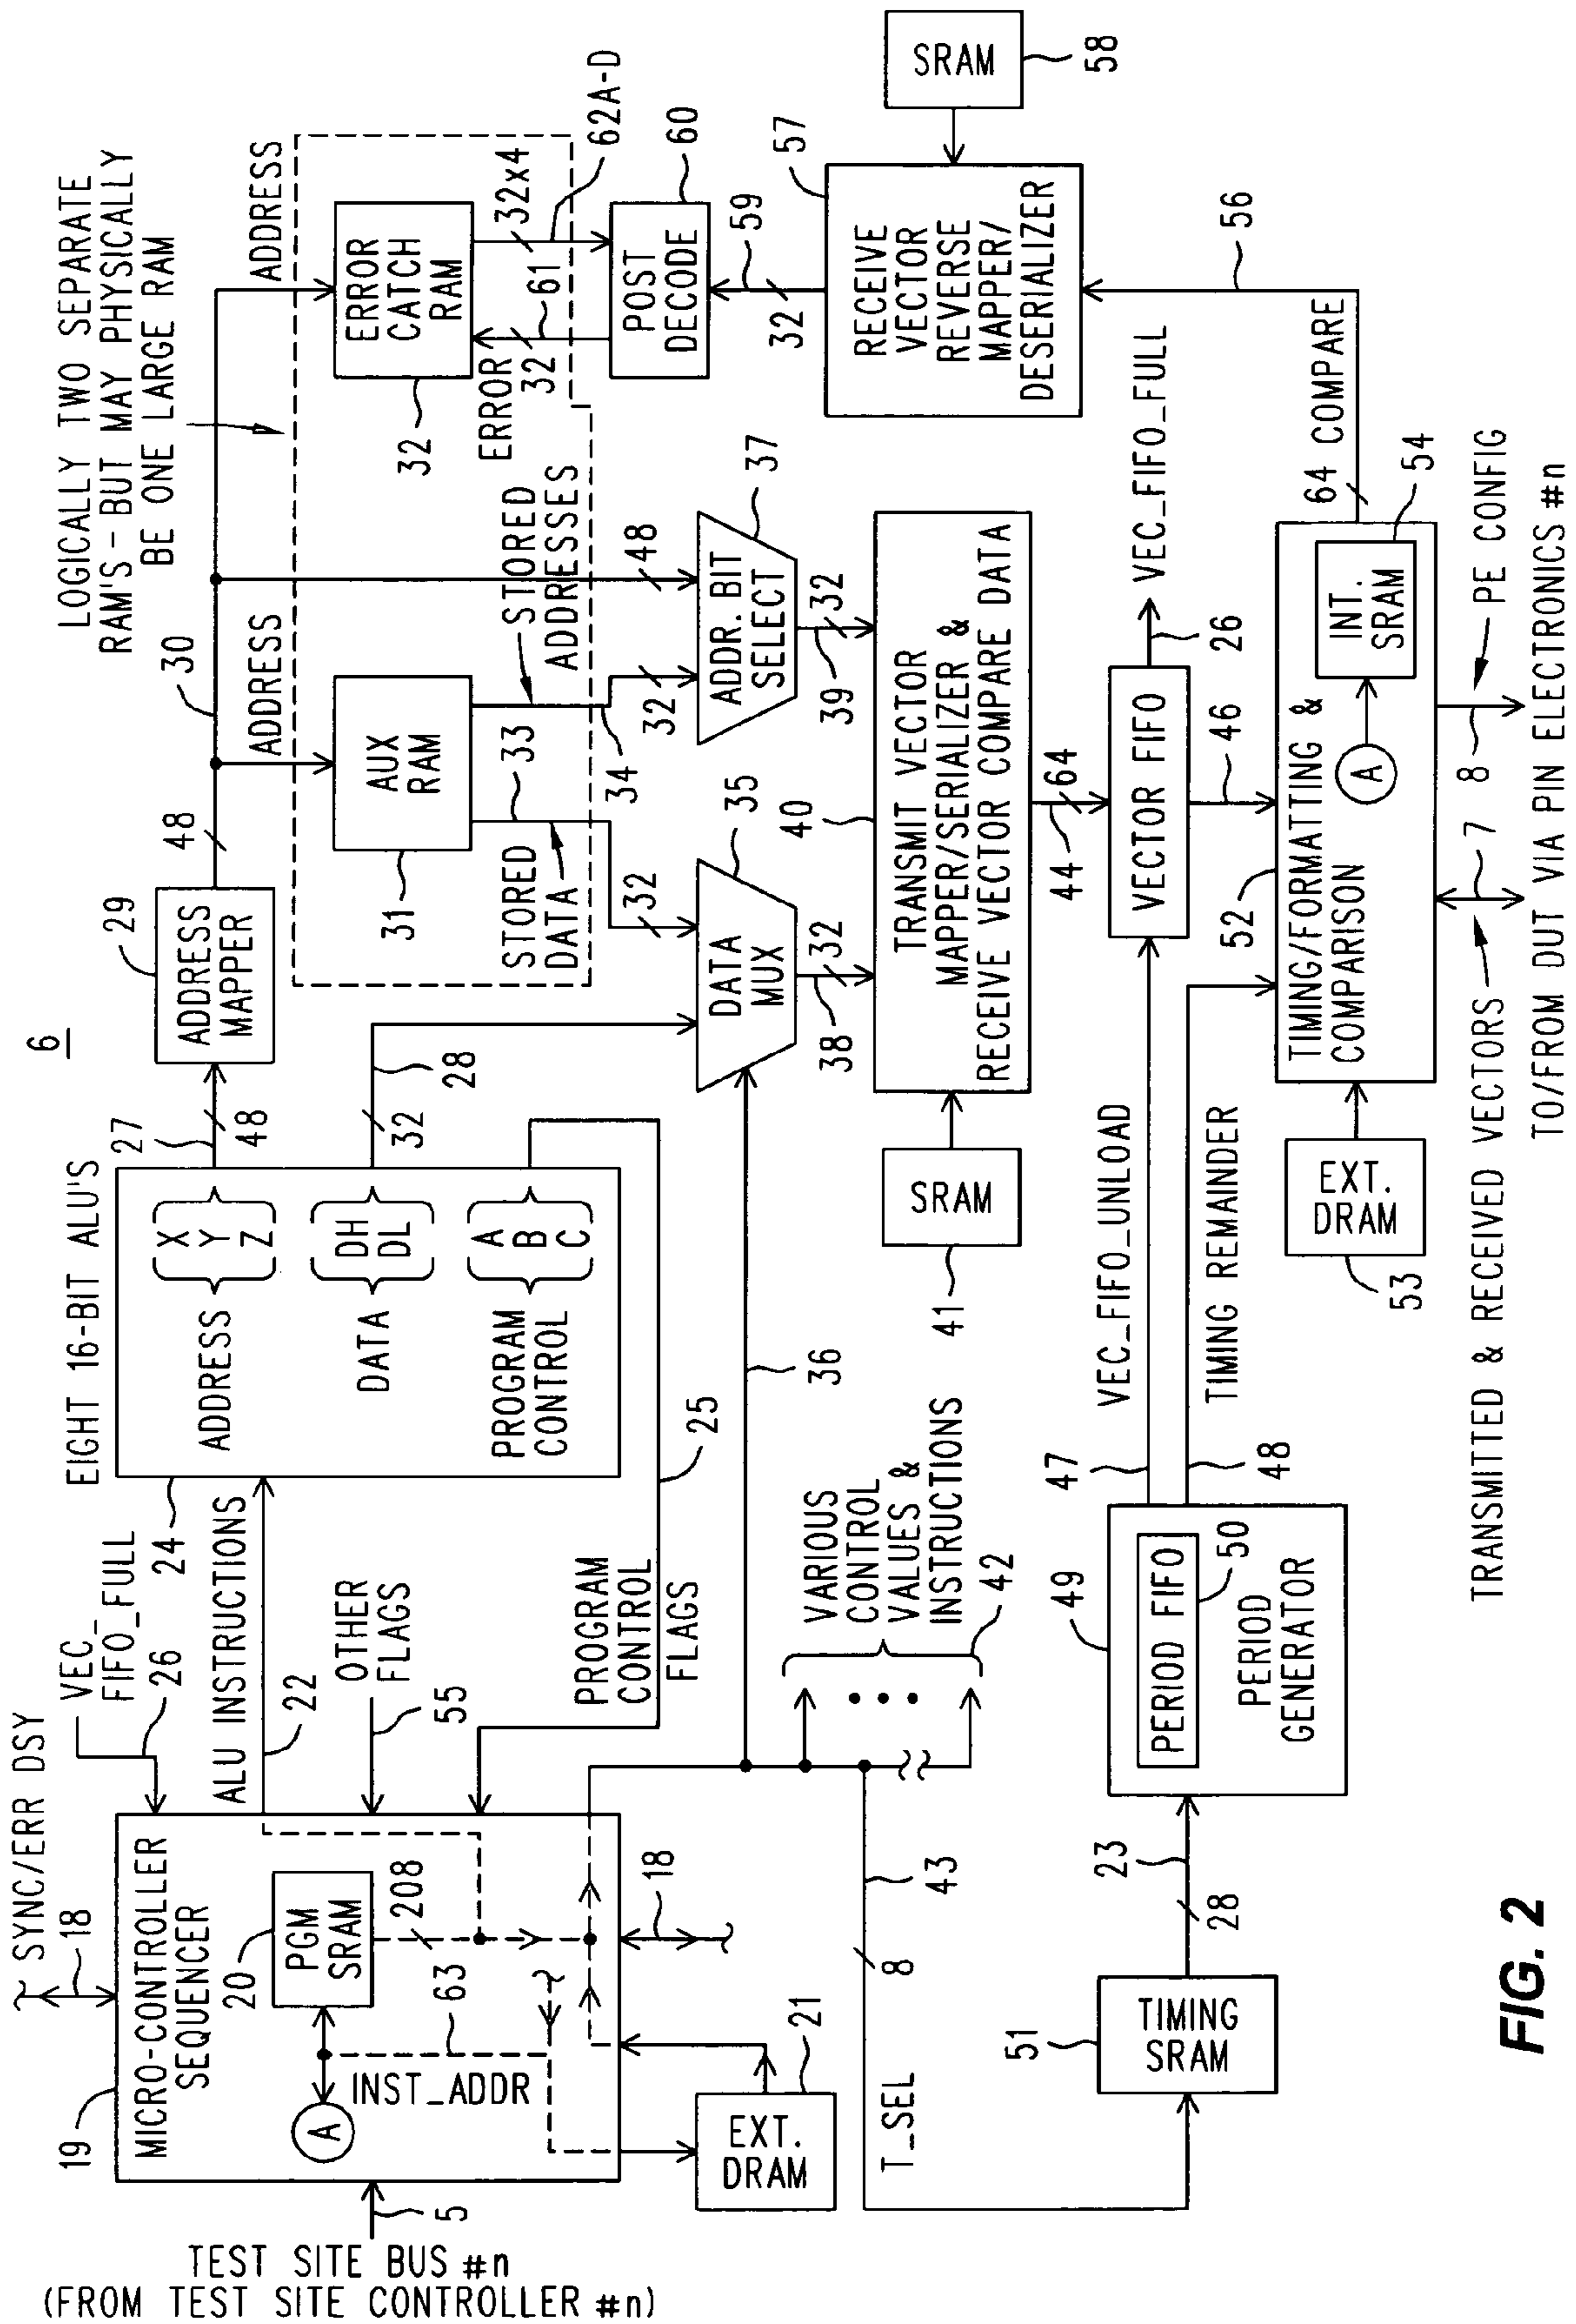 6
SYNC/ERR DSY
18
VEC_
FIFO_FULL
26
19
MICRO-CONTROLLER
SEQUENCER
20
PGM
SRAM
208
63
A
INST_ADDR
5
TEST SITE BUS #n
(FROM TEST SITE CONTROLLER #n)
18
EXT.
DRAM
21
ALU INSTRUCTIONS
22
OTHER
FLAGS
55
PROGRAM
CONTROL
FLAGS
25
EIGHT 16-BIT ALU'S
24
ADDRESS
X
Y
Z
DATA
DH
DL
PROGRAM
CONTROL
A
B
C
27
48
32
28
29
ADDRESS
MAPPER
48
30
LOGICALLY TWO SEPARATE
RAM'S - BUT MAY PHYSICALLY
BE ONE LARGE RAM
ADDRESS
ADDRESS
31
AUX
RAM
33
STORED
DATA
34
STORED
ADDRESSES
32
32
48
32
ERROR
CATCH
RAM
32x4
62A-D
61
ERROR
32
POST
DECODE
60
59
32
57
RECEIVE
VECTOR
REVERSE
MAPPER/
DESERIALIZER
SRAM
58
56
36
DATA
MUX
35
38
32
ADDR. BIT
SELECT
37
39
32
SRAM
41
40
TRANSMIT VECTOR
MAPPER/SERIALIZER &
RECEIVE VECTOR COMPARE DATA
44
64
VARIOUS
CONTROL
VALUES &
INSTRUCTIONS
42
43
8
T_SEL
51
TIMING
SRAM
23
28
49
PERIOD FIFO
50
PERIOD
GENERATOR
47
VEC_FIFO_UNLOAD
48
TIMING REMAINDER
VECTOR FIFO
26
VEC_FIFO_FULL
46
52
TIMING/FORMATTING &
COMPARISON
A
INT.
SRAM
54
64 COMPARE
EXT.
DRAM
53
7
8
PE CONFIG
TRANSMITTED & RECEIVED VECTORS
TO/FROM DUT VIA PIN ELECTRONICS #n
FIG. 2